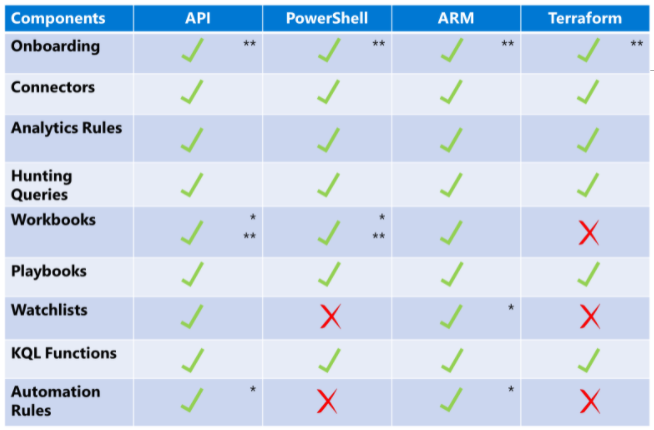 Components API PowerShell ARM Terraform
Onboarding ** ** ** **
Connectors
Analytics Rules
Hunting
Queries
Workbooks * *
** **
Playbooks
Watchlists *
KQL Functions
Automation * *
Rules